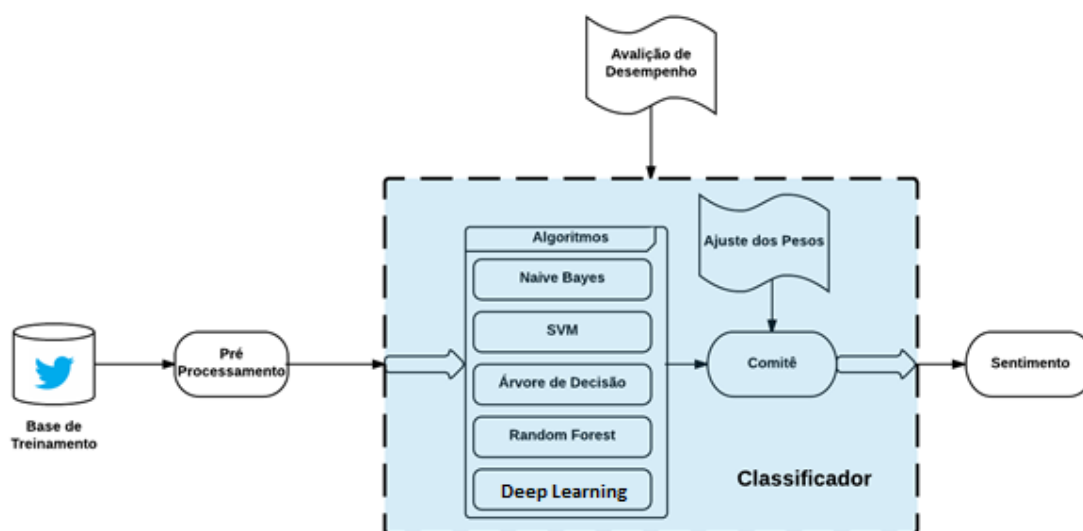 Avalição de
Desempenho
Algoritmos
Ajuste dos Pesos
Naive Bayes
SVM
Pré
Processamento
Árvore de Decisão
Comitê
Sentimento
Base de
Treinamento
Random Forest
Deep Learning
Classificador